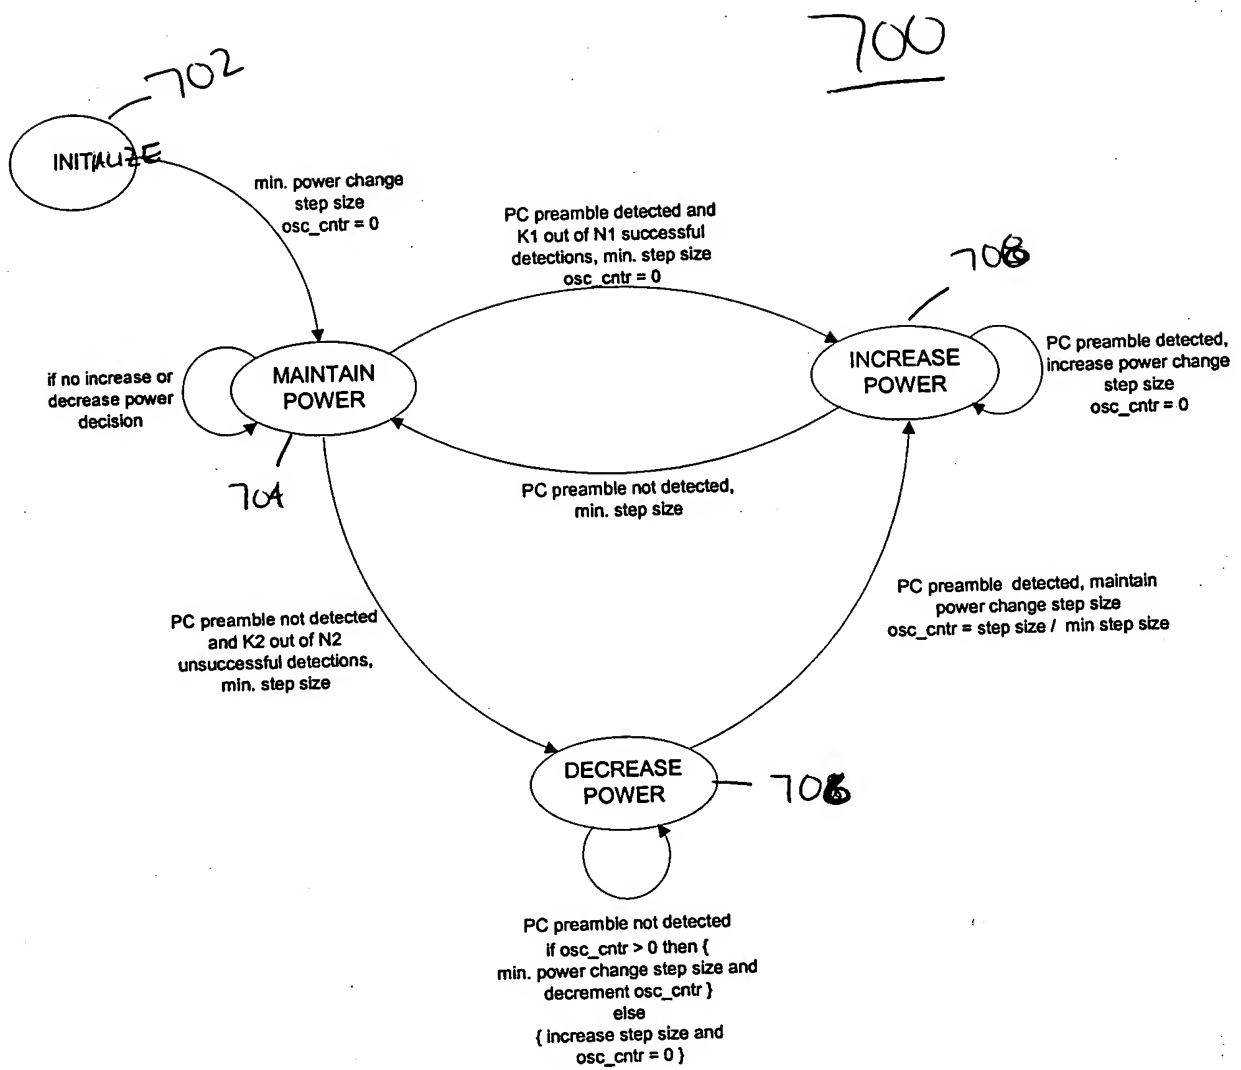 700
702
INITIALIZE
min. power change
step size
osc_cntr = 0
PC preamble detected and
K1 out of N1 successful
detections, min. step size
osc_cntr = 0
708
MAINTAIN
POWER
INCREASE
POWER
PC preamble detected,
increase power change
step size
osc_cntr = 0
if no increase or
decrease power
decision
704
PC preamble not detected,
min. step size
PC preamble detected, maintain
power change step size
osc_cntr = step size / min step size
PC preamble not detected
and K2 out of N2
unsuccessful detections,
min. step size
DECREASE
POWER
706
PC preamble not detected
if osc_cntr > 0 then {
min. power change step size and
decrement osc_cntr }
else
{ increase step size and
osc_cntr = 0 }